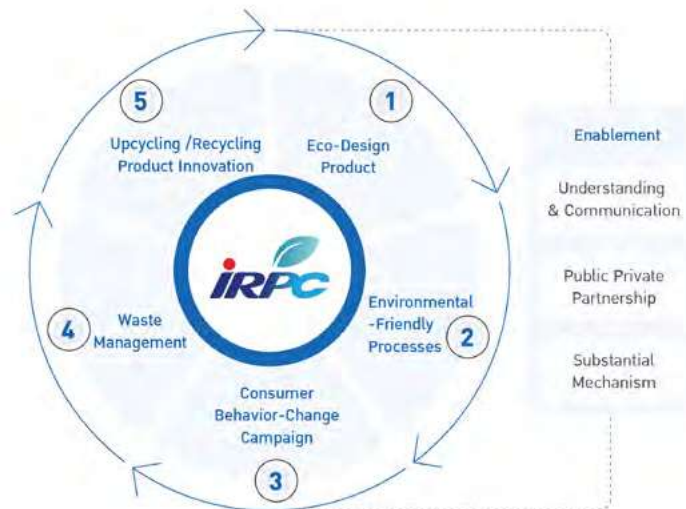 1
Eco-Design
Product
2
Environmental
-Friendly
Processes
3
Consumer
Behavior-Change
Campaign
4
Waste
Management
5
Upcycling /Recycling
Product Innovation
iRPC
Enablement
Understanding
& Communication
Public Private
Partnership
Substantial
Mechanism